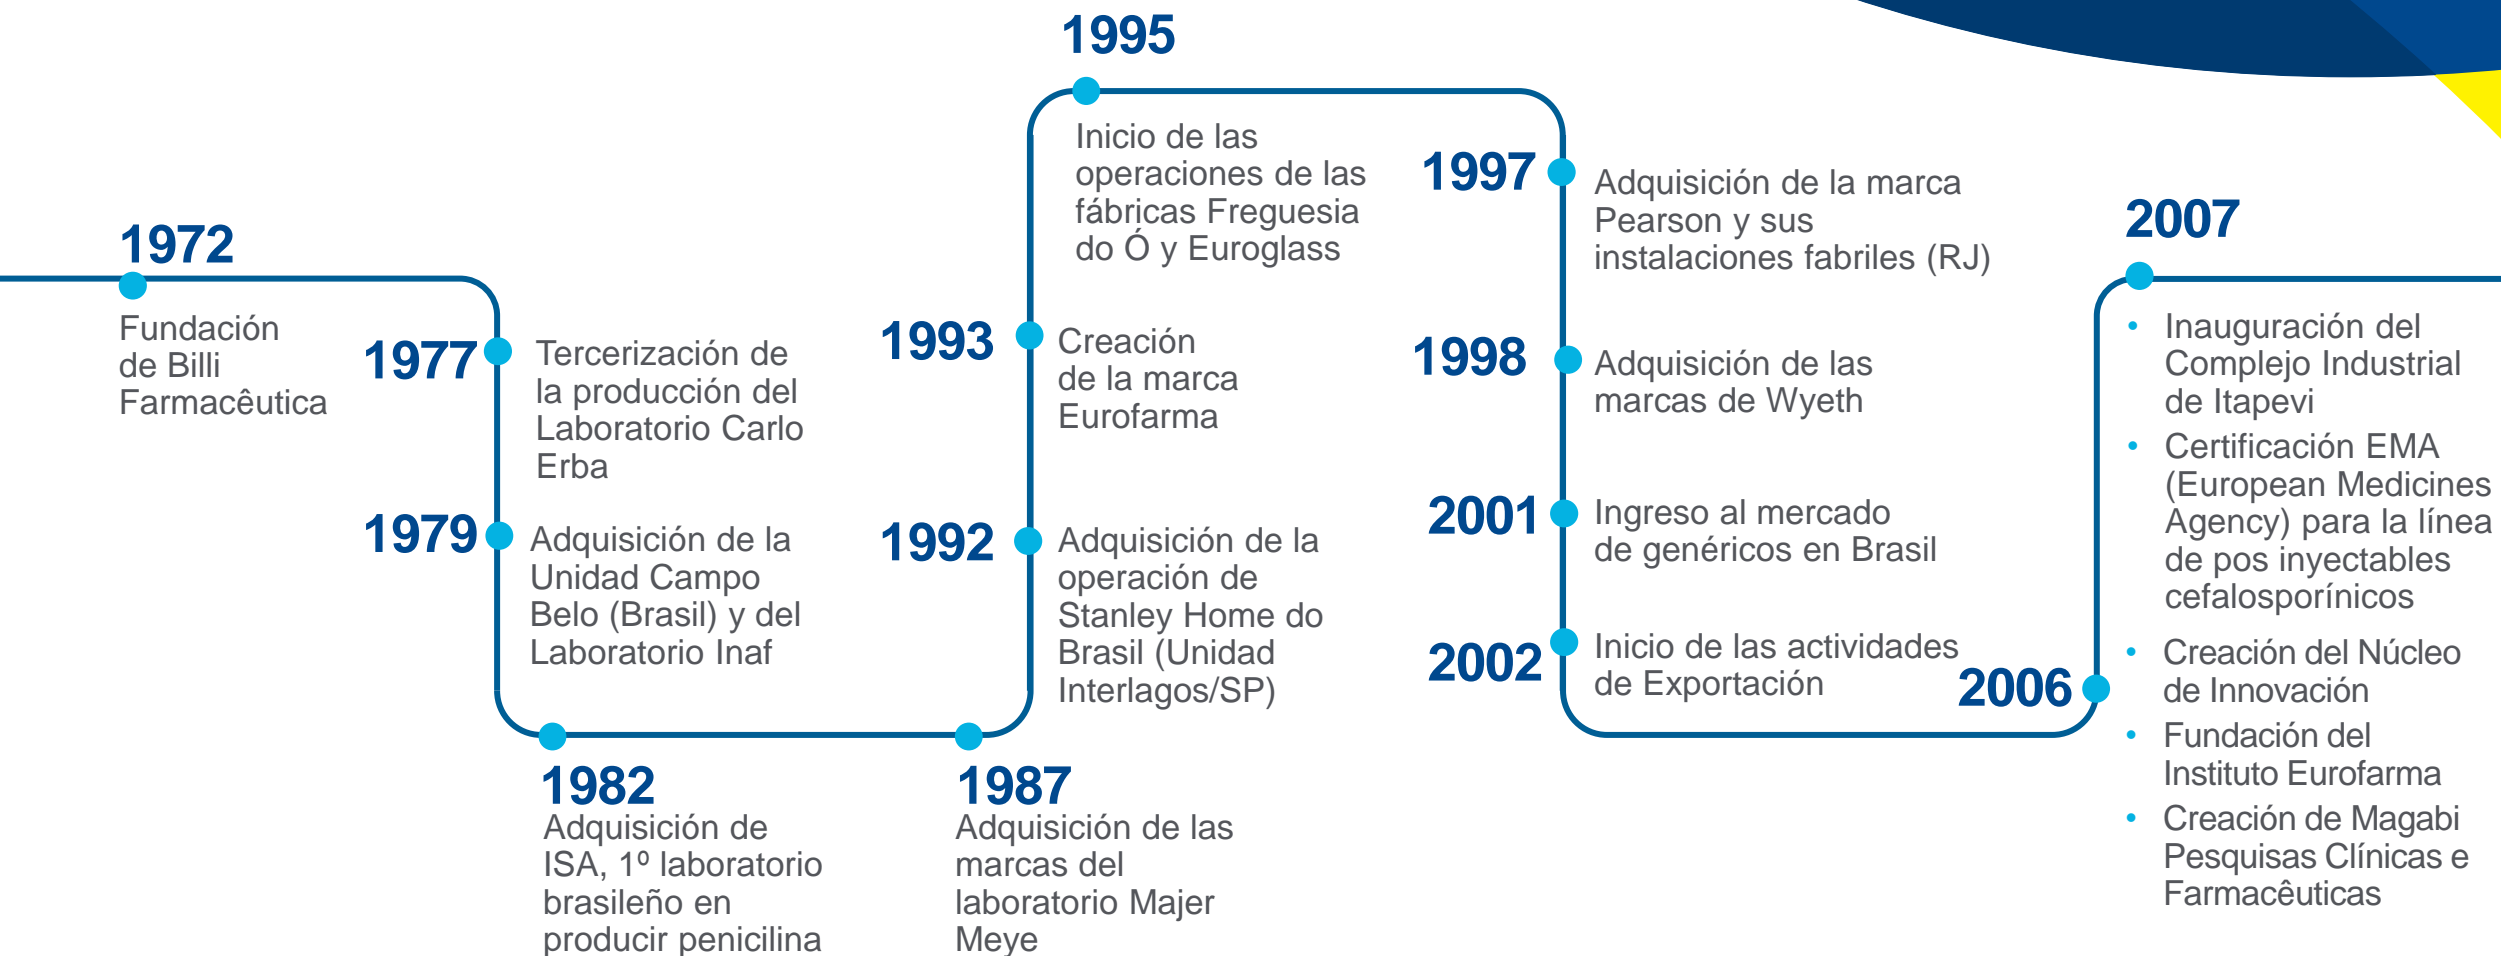 1972
Fundación
de Billi
Farmacêutica
1977
Tercerización de
la producción del
Laboratorio Carlo
Erba
1979
Adquisición de la
Unidad Campo
Belo (Brasil) y del
Laboratorio Inaf
1982
Adquisición de
ISA, 1º laboratorio
brasileño en
producir penicilina
1987
Adquisición de las
marcas del
laboratorio Majer
Meye
1992
Adquisición de la
operación de
Stanley Home do
Brasil (Unidad
Interlagos/SP)
1993
Creación
de la marca
Eurofarma
1995
Inicio de las
operaciones de las
fábricas Freguesia
do Ó y Euroglass
1997
Adquisición de la marca
Pearson y sus
instalaciones fabriles (RJ)
1998
Adquisición de las
marcas de Wyeth
2001
Ingreso al mercado
de genéricos en Brasil
2002
Inicio de las actividades
de Exportación
2006
• Creación del Núcleo
de Innovación
• Fundación del
Instituto Eurofarma
• Creación de Magabi
Pesquisas Clínicas e
Farmacêuticas
2007
• Inauguración del
Complejo Industrial
de Itapevi
• Certificación EMA
(European Medicines
Agency) para la línea
de pos inyectables
cefalosporínicos